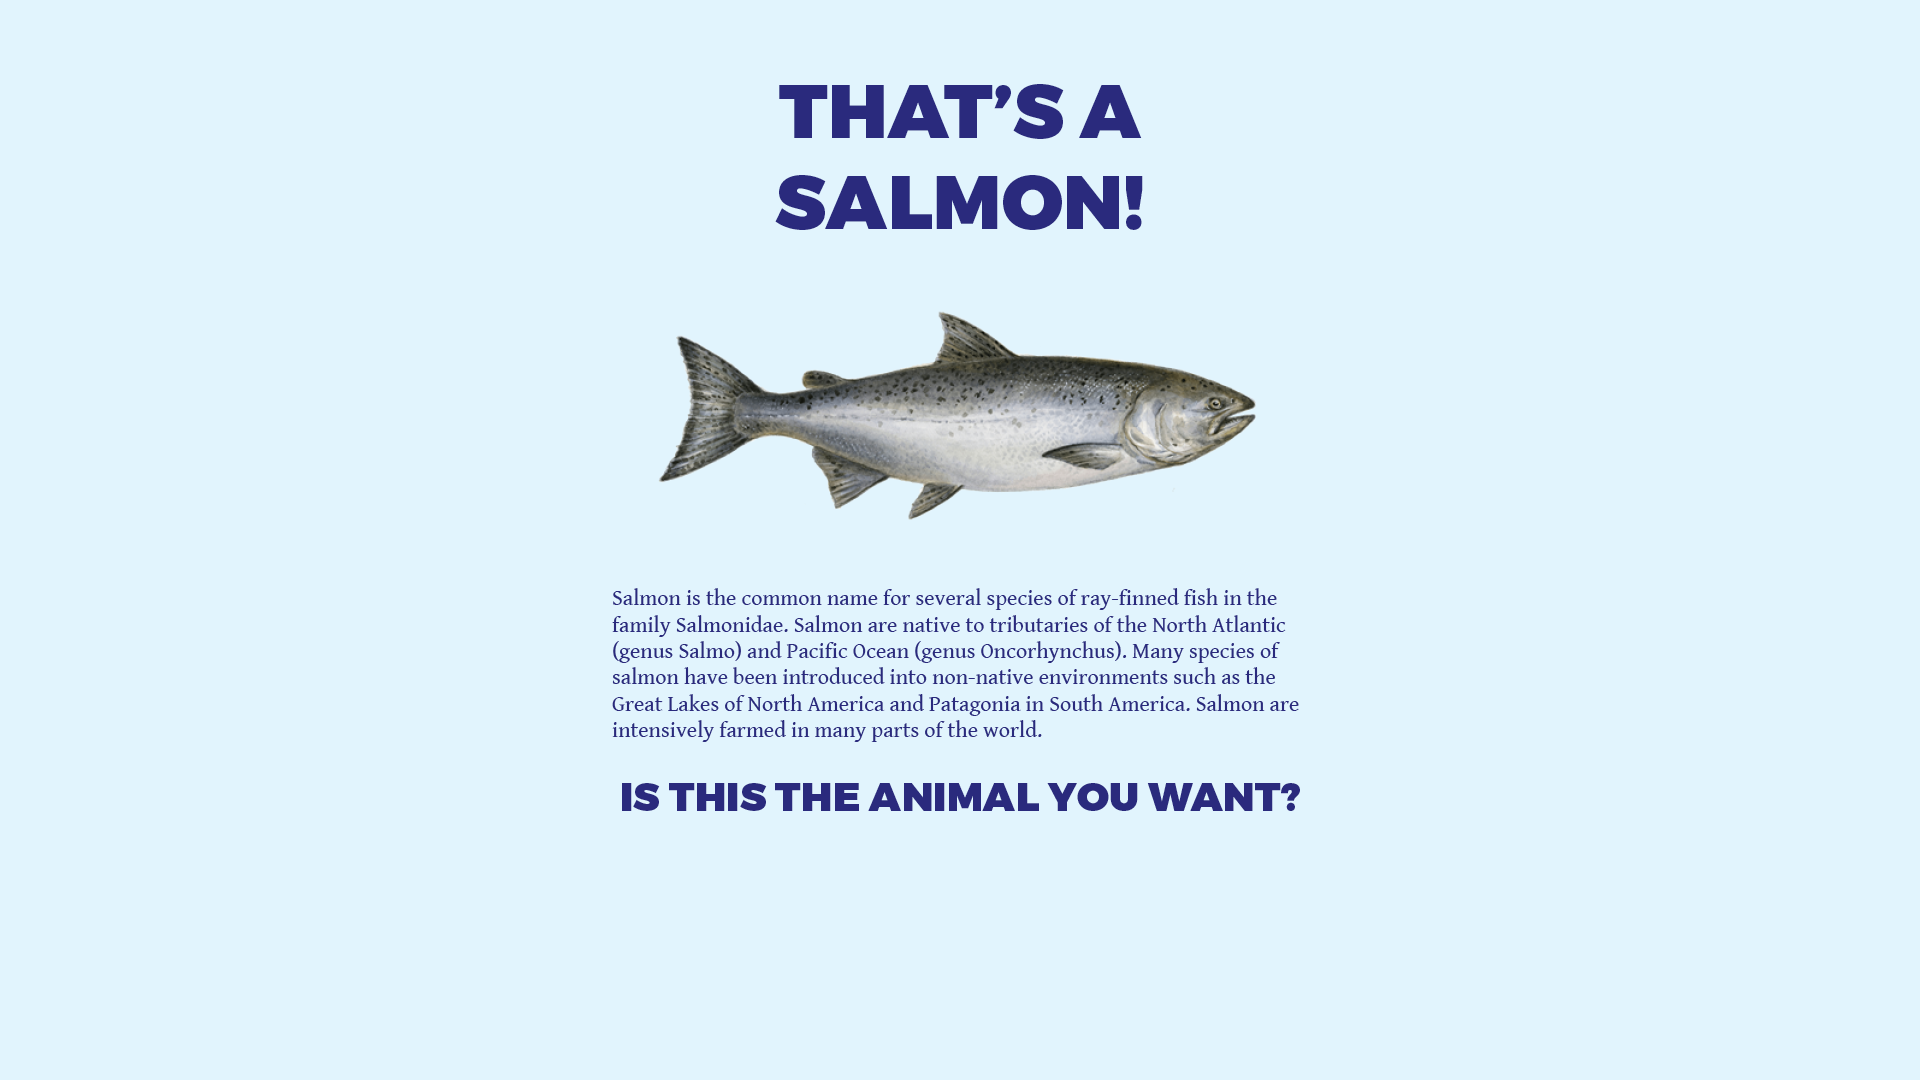 THAT’S A
SALMON!
Salmon is the common name for several species of ray-finned fish in the
family Salmonidae. Salmon are native to tributaries of the North Atlantic
(genus Salmo) and Pacific Ocean (genus Oncorhynchus). Many species of
salmon have been introduced into non-native environments such as the
Great Lakes of North America and Patagonia in South America. Salmon are
intensively farmed in many parts of the world.
IS THIS THE ANIMAL YOU WANT?